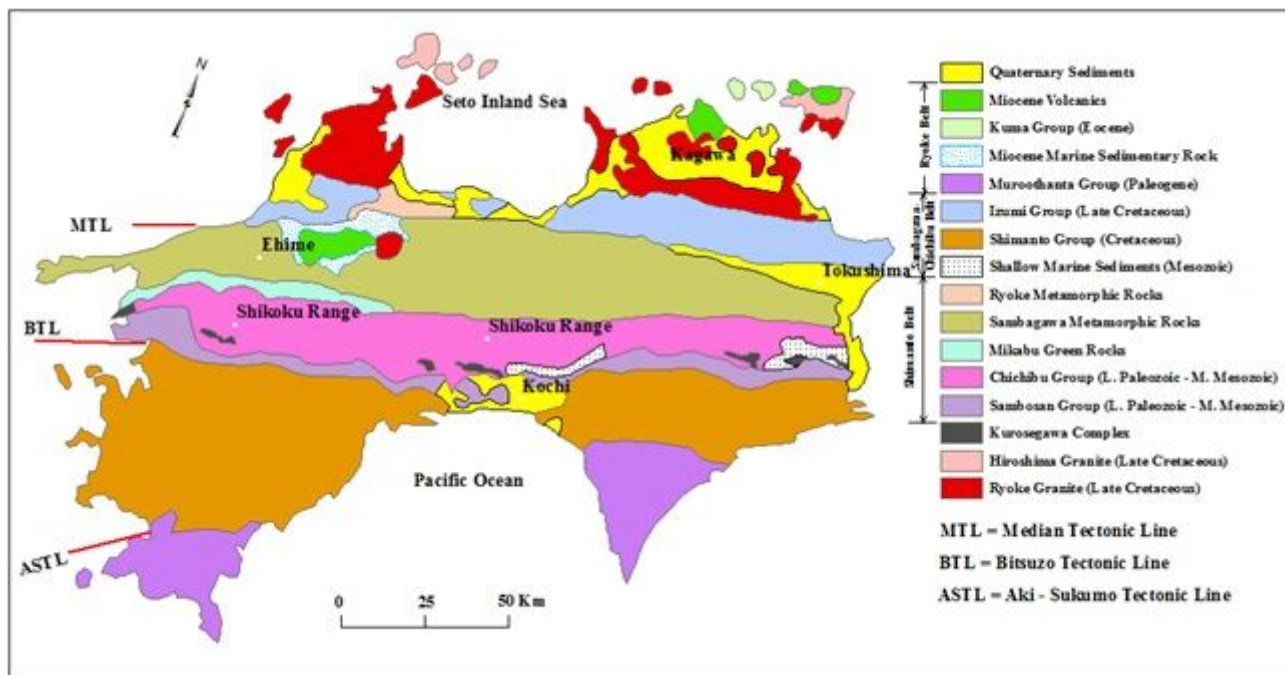 N
Seto Inland Sea
Kagawa
MTL
Ehime
Tokushima
Shikoku Range
Shikoku Range
BTL
Kochi
Pacific Ocean
ASTL
0 25 50 Km
Ryoke Belt
Sambagawa-
Chichibu Belt
Shimanto Belt
Quaternary Sediments
Miocene Volcanics
Kuma Group (Eocene)
Miocene Marine Sedimentary Rock
Muroothanta Group (Paleogene)
Izumi Group (Late Cretaceous)
Shimanto Group (Cretaceous)
Shallow Marine Sediments (Mesozoic)
Ryoke Metamorphic Rocks
Sambagawa Metamorphic Rocks
Mikabu Green Rocks
Chichibu Group (L. Paleozoic - M. Mesozoic)
Sambosan Group (L. Paleozoic - M. Mesozoic)
Kurosegawa Complex
Hiroshima Granite (Late Cretaceous)
Ryoke Granite (Late Cretaceous)
MTL = Median Tectonic Line
BTL = Bitsuzo Tectonic Line
ASTL = Aki - Sukumo Tectonic Line